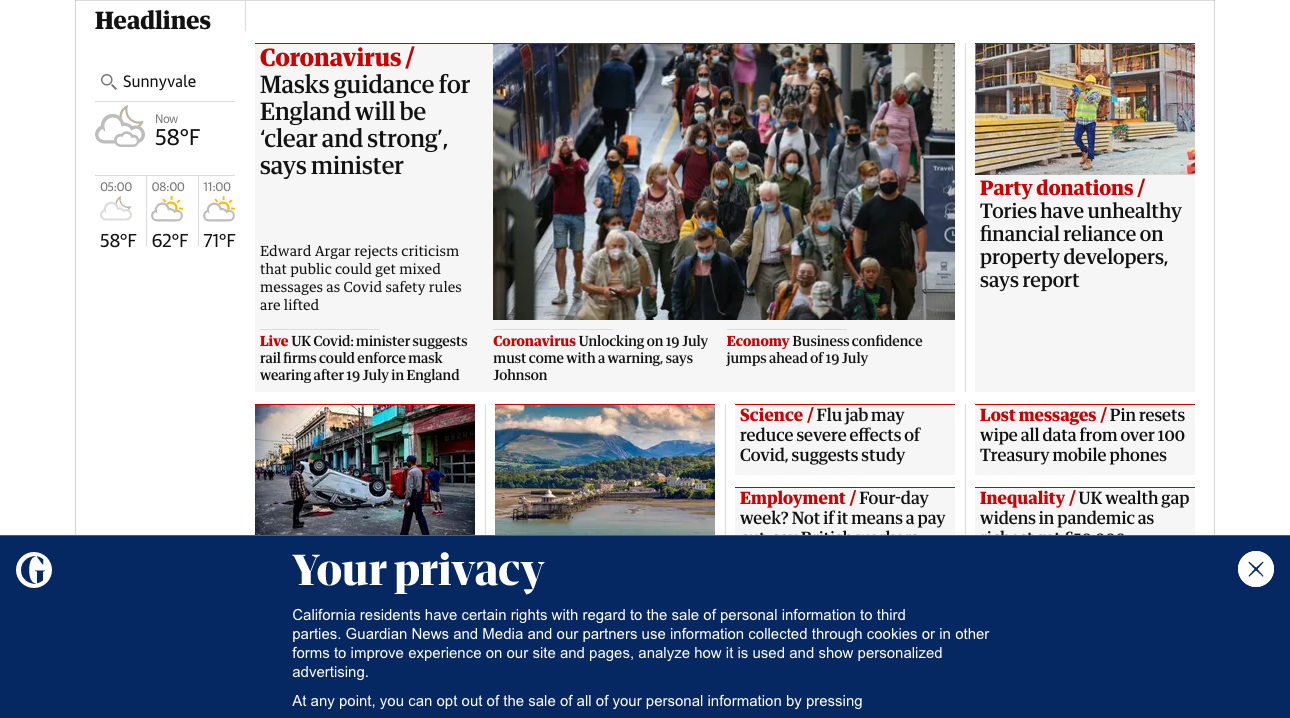 Headlines
Sunnyvale
Now
58°F
05:00
08:00
11:00
58°F
62°F
71°F
Coronavirus /
Masks guidance for
England will be
‘clear and strong’,
says minister
Edward Argar rejects criticism
that public could get mixed
messages as Covid safety rules
are lifted
Live UK Covid: minister suggests
rail firms could enforce mask
wearing after 19 July in England
Coronavirus Unlocking on 19 July
must come with a warning, says
Johnson
Economy Business confidence
jumps ahead of 19 July
Travel
Party donations /
Tories have unhealthy
financial reliance on
property developers,
says report
Science / Flu jab may
reduce severe effects of
Covid, suggests study
Lost messages / Pin resets
wipe all data from over 100
Treasury mobile phones
Employment / Four-day
week? Not if it means a pay
Inequality / UK wealth gap
widens in pandemic as
G
Your privacy
California residents have certain rights with regard to the sale of personal information to third
parties. Guardian News and Media and our partners use information collected through cookies or in other
forms to improve experience on our site and pages, analyze how it is used and show personalized
advertising.
At any point, you can opt out of the sale of all of your personal information by pressing